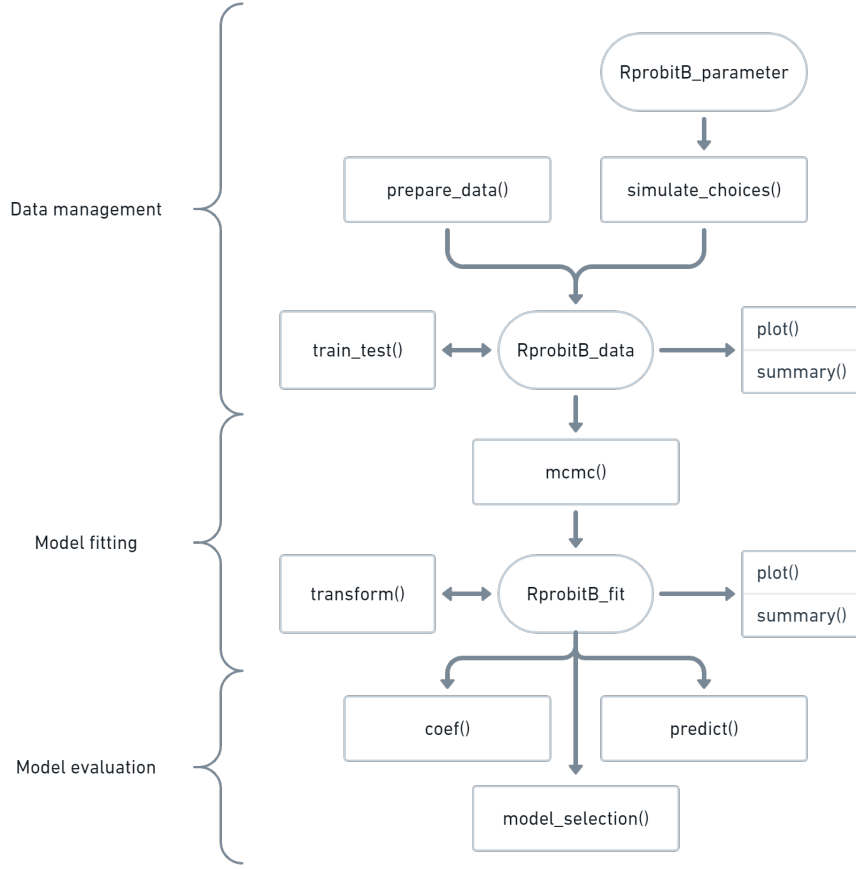 RprobitB_parameter
prepare_data()
simulate_choices()
Data management
train_test()
RprobitB_data
plot()
summary()
mcmc()
Model fitting
transform()
RprobitB_fit
plot()
summary()
coef()
predict()
Model evaluation
model_selection()